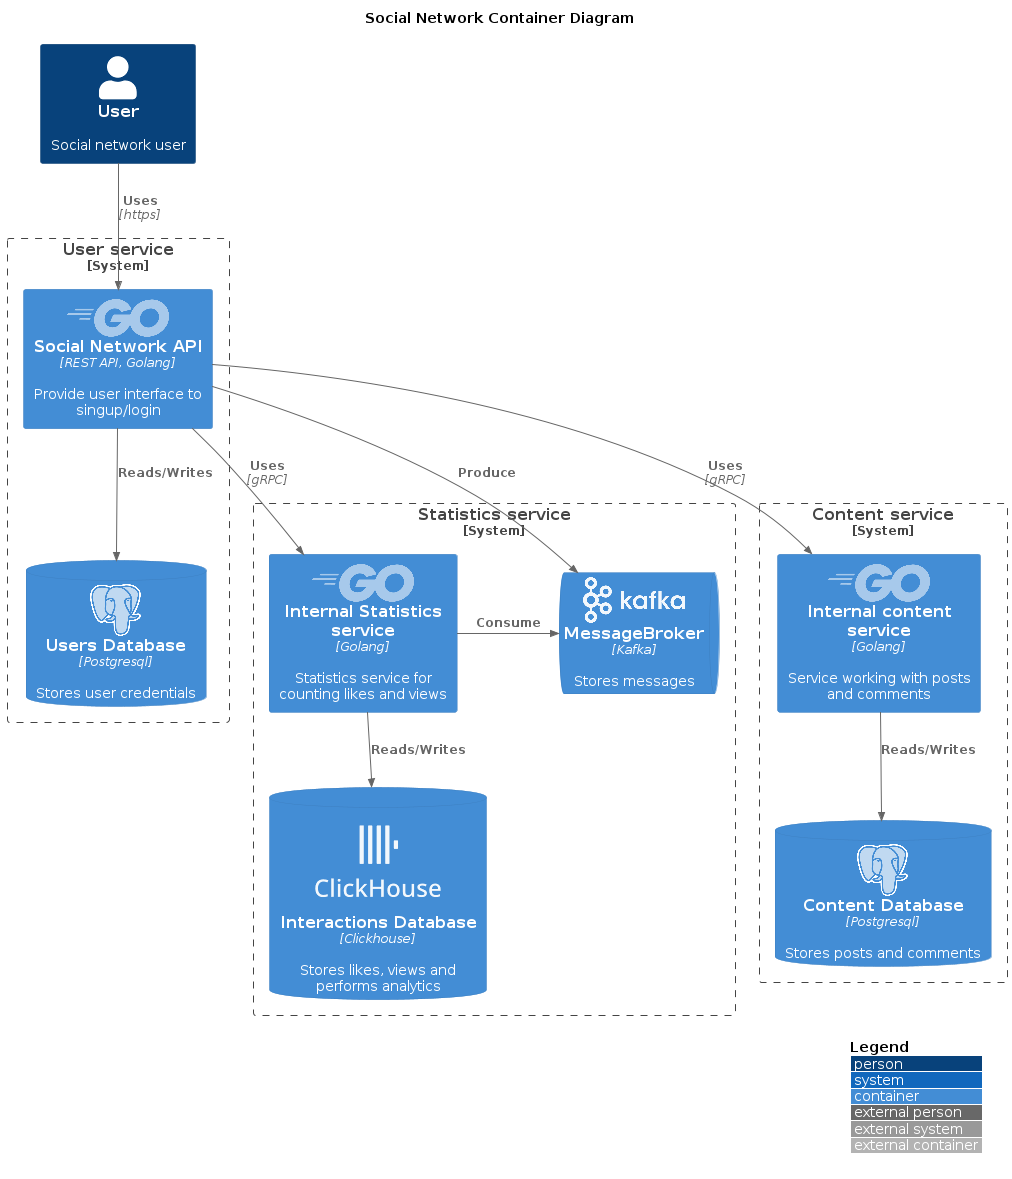 Social Network Container Diagram
User
Social network user
Uses
[https]
User service
[System]
GO
Social Network API
[REST API, Golang]
Provide user interface to
singup/login
Reads/Writes
Uses
[gRPC]
Produce
Uses
[gRPC]
Users Database
[Postgresql]
Stores user credentials
Statistics service
[System]
GO
Internal Statistics
service
[Golang]
Statistics service for
counting likes and views
Consume
kafka
MessageBroker
[Kafka]
Stores messages
Reads/Writes
ClickHouse
Interactions Database
[Clickhouse]
Stores likes, views and
performs analytics
Content service
[System]
GO
Internal content
service
[Golang]
Service working with posts
and comments
Reads/Writes
Content Database
[Postgresql]
Stores posts and comments
Legend
person
system
container
external person
external system
external container